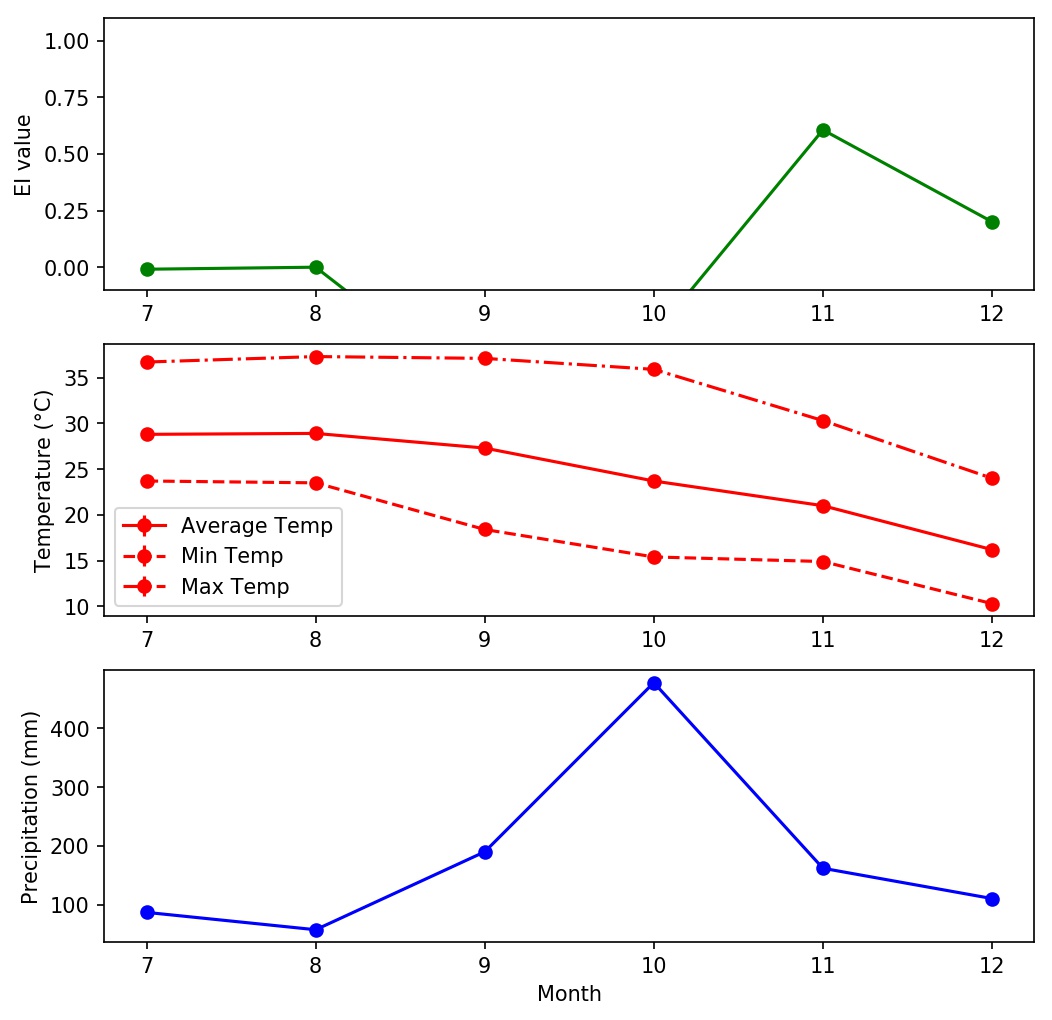 1.00
0.75
0.50
0.25
0.00
EI value
7 8 9 10 11 12
35
30
25
20
15
10
Temperature (°C)
Average Temp
Min Temp
Max Temp
7 8 9 10 11 12
400
300
200
100
Precipitation (mm)
7 8 9 10 11 12
Month